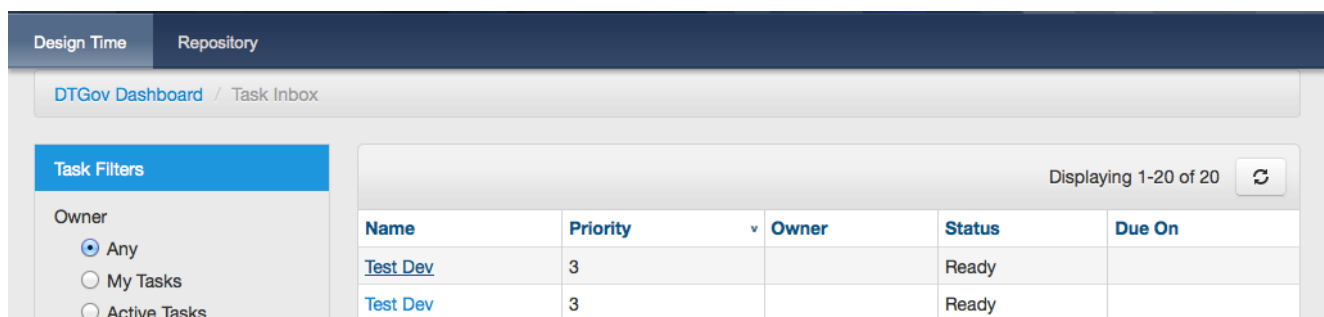 Design Time Repository
DTGov Dashboard / Task Inbox
Task Filters
Displaying 1-20 of 20
Owner
Any
My Tasks
Active Tasks
Name Priority v Owner Status Due On
Test Dev 3 Ready
Test Dev 3 Ready